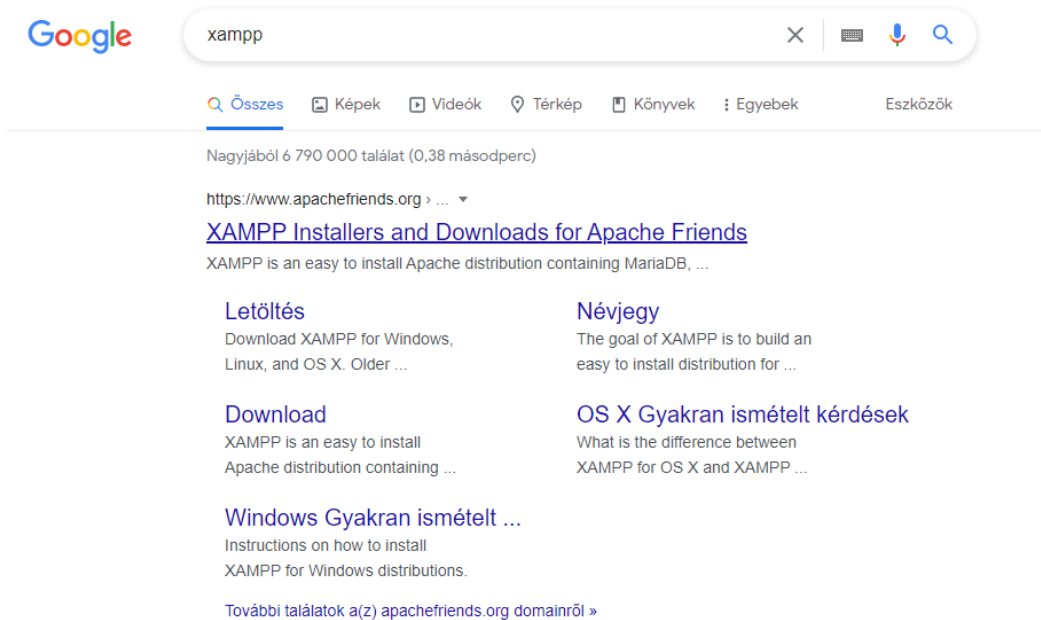 Google
xampp
Összes Képek Videók Térkép Könyvek Egyebek Eszközök
Nagyjából 6 790 000 találat (0,38 másodperc)
https://www.apachefriends.org › ...
XAMPP Installers and Downloads for Apache Friends
XAMPP is an easy to install Apache distribution containing MariaDB, ...
Letöltés
Download XAMPP for Windows,
Linux, and OS X. Older ...
Névjegy
The goal of XAMPP is to build an
easy to install distribution for ...
Download
XAMPP is an easy to install
Apache distribution containing ...
OS X Gyakran ismételt kérdések
What is the difference between
XAMPP for OS X and XAMPP ...
Windows Gyakran ismételt ...
Instructions on how to install
XAMPP for Windows distributions.
További találatok a(z) apachefriends.org domainről »